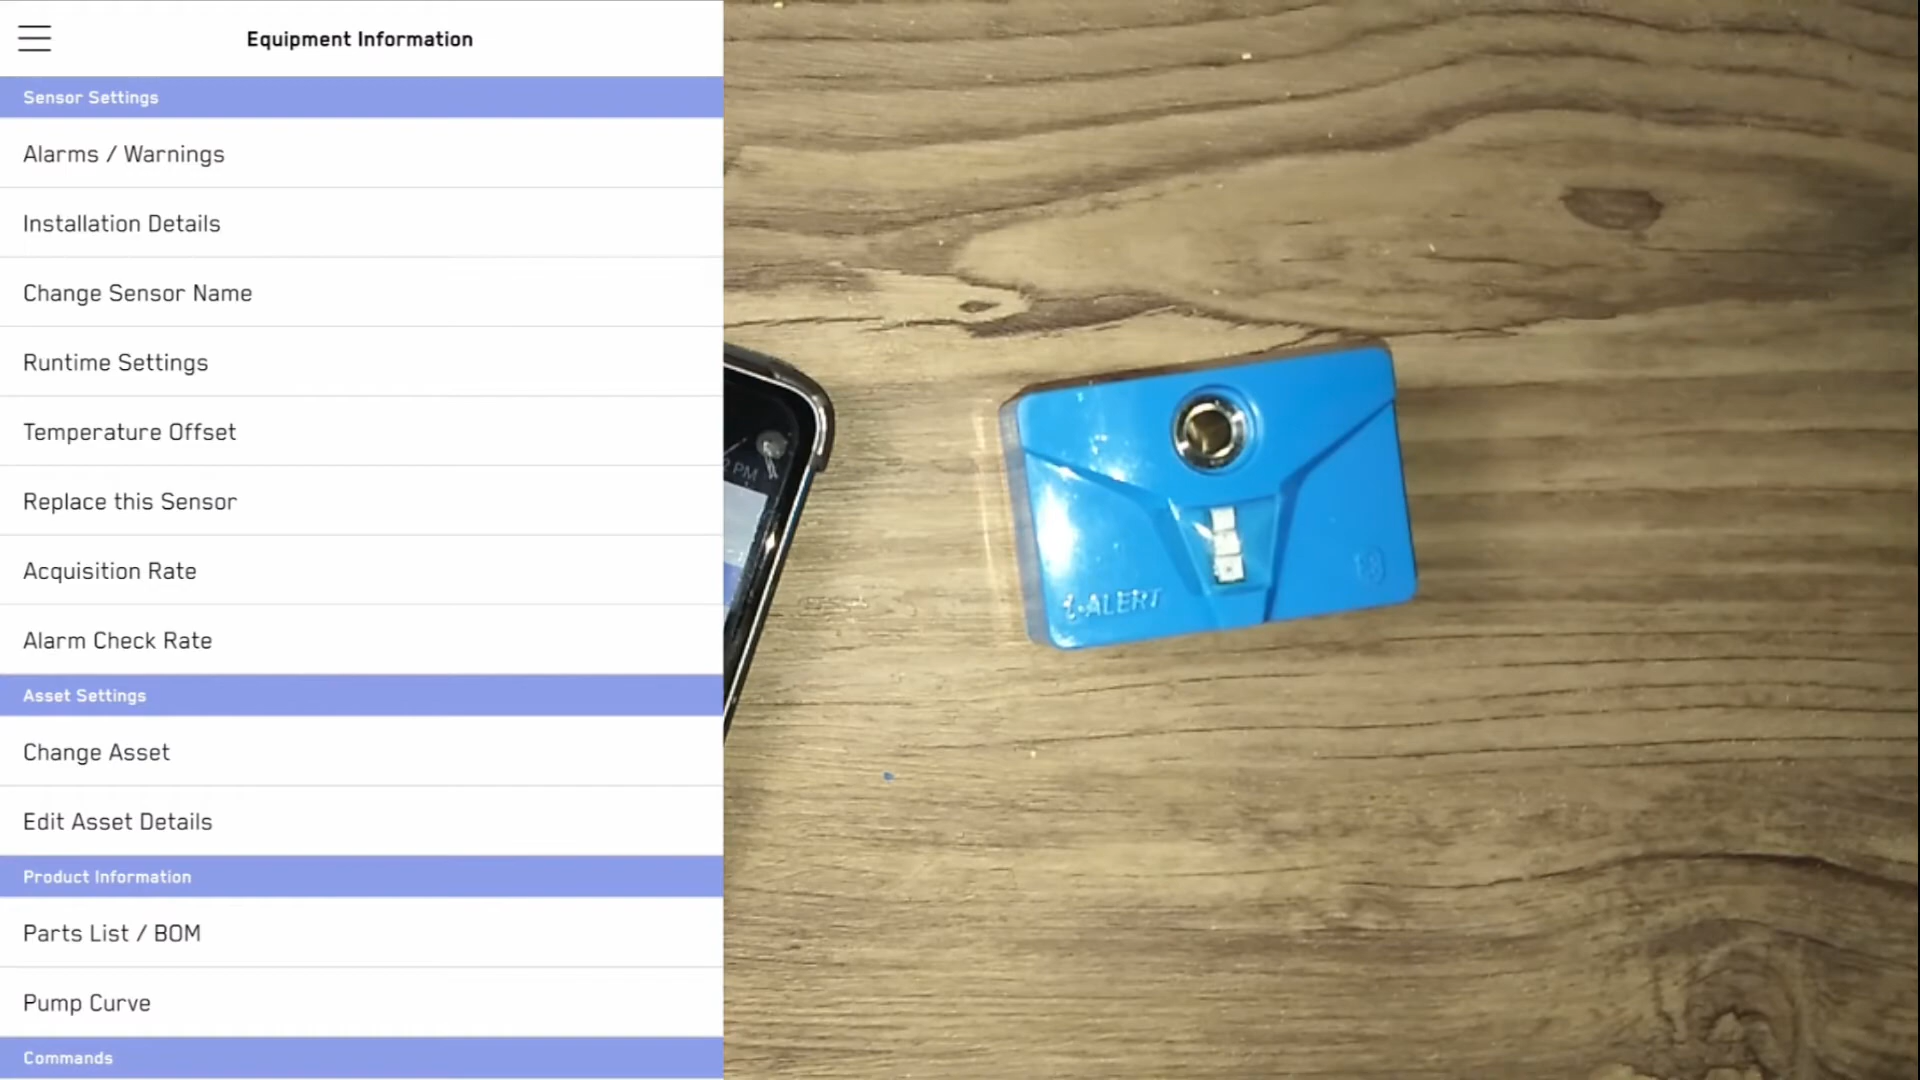 Equipment Information
Sensor Settings
Alarms / Warnings
Installation Details
Change Sensor Name
Runtime Settings
Temperature Offset
Replace this Sensor
Acquisition Rate
Alarm Check Rate
Asset Settings
Change Asset
Edit Asset Details
Product Information
Parts List / BOM
Pump Curve
Commands
2 PM
i-ALERT